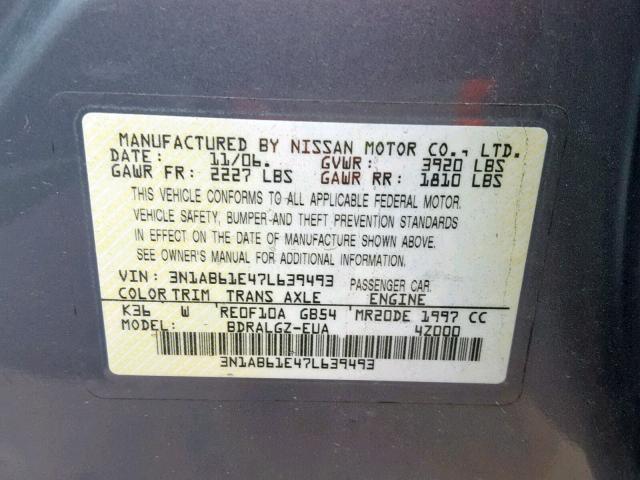 MANUFACTURED BY NISSAN MOTOR CO., LTD.
DATE: 11/06. GVWR: 3920 LBS
GAWR FR: 2227 LBS GAWR RR: 1810 LBS
THIS VEHICLE CONFORMS TO ALL APPLICABLE FEDERAL MOTOR
VEHICLE SAFETY, BUMPER AND THEFT PREVENTION STANDARDS
IN EFFECT ON THE DATE OF MANUFACTURE SHOWN ABOVE.
SEE OWNER'S MANUAL FOR ADDITIONAL INFORMATION.
VIN: 3N1AB61E47L639493 PASSENGER CAR.
COLOR TRIM TRANS AXLE ENGINE
K36 W RE0F10A GB54 MR20DE 1997 CC
MODEL: BDRALGZ-EUA 4Z000
3N1AB61E47L639493